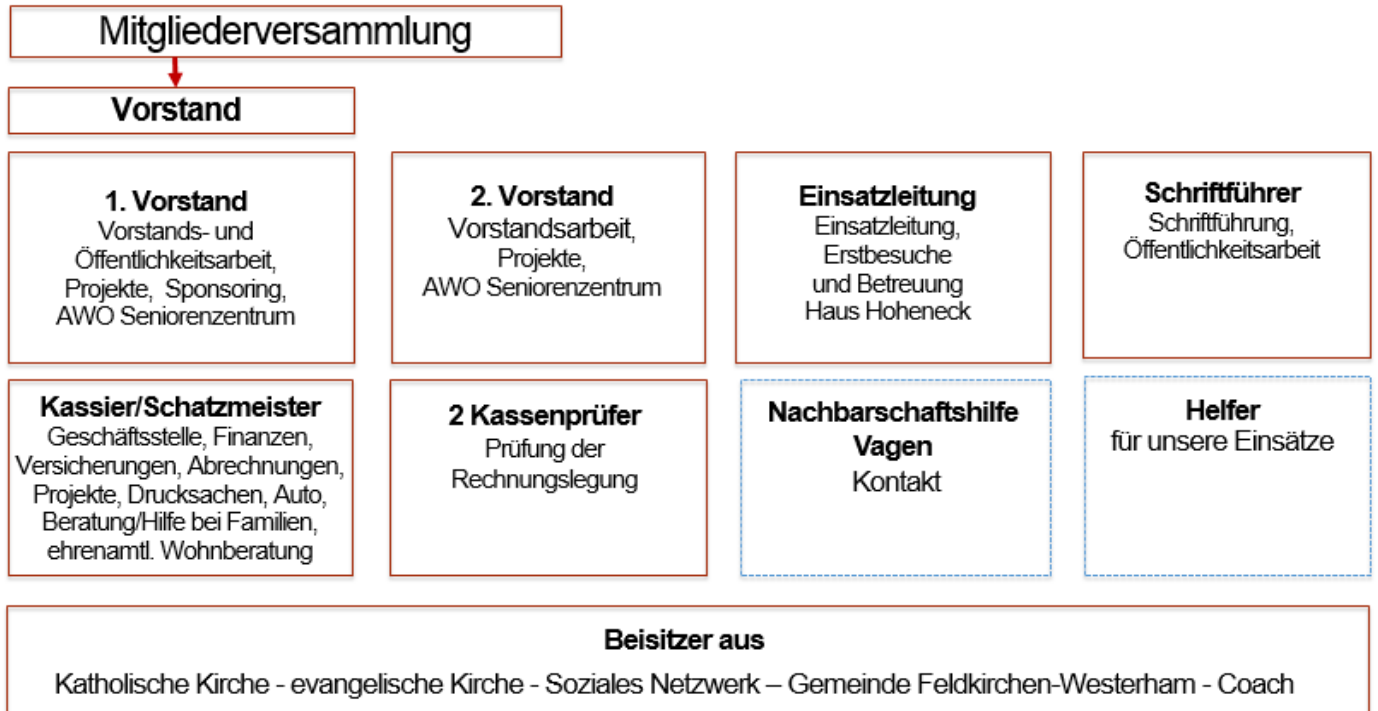 Mitgliederversammlung
Vorstand
1. Vorstand
Vorstands- und
Öffentlichkeitsarbeit,
Projekte, Sponsoring,
AWO Seniorenzentrum
2. Vorstand
Vorstandsarbeit,
Projekte,
AWO Seniorenzentrum
Einsatzleitung
Einsatzleitung,
Erstbesuche
und Betreuung
Haus Hoheneck
Schriftführer
Schriftführung,
Öffentlichkeitsarbeit
Kassier/Schatzmeister
Geschäftsstelle, Finanzen,
Versicherungen, Abrechnungen,
Projekte, Drucksachen, Auto,
Beratung/Hilfe bei Familien,
ehrenamtl. Wohnberatung
2 Kassenprüfer
Prüfung der
Rechnungslegung
Nachbarschaftshilfe
Vagen
Kontakt
Helfer
für unsere Einsätze
Beisitzer aus
Katholische Kirche - evangelische Kirche - Soziales Netzwerk – Gemeinde Feldkirchen-Westerham - Coach